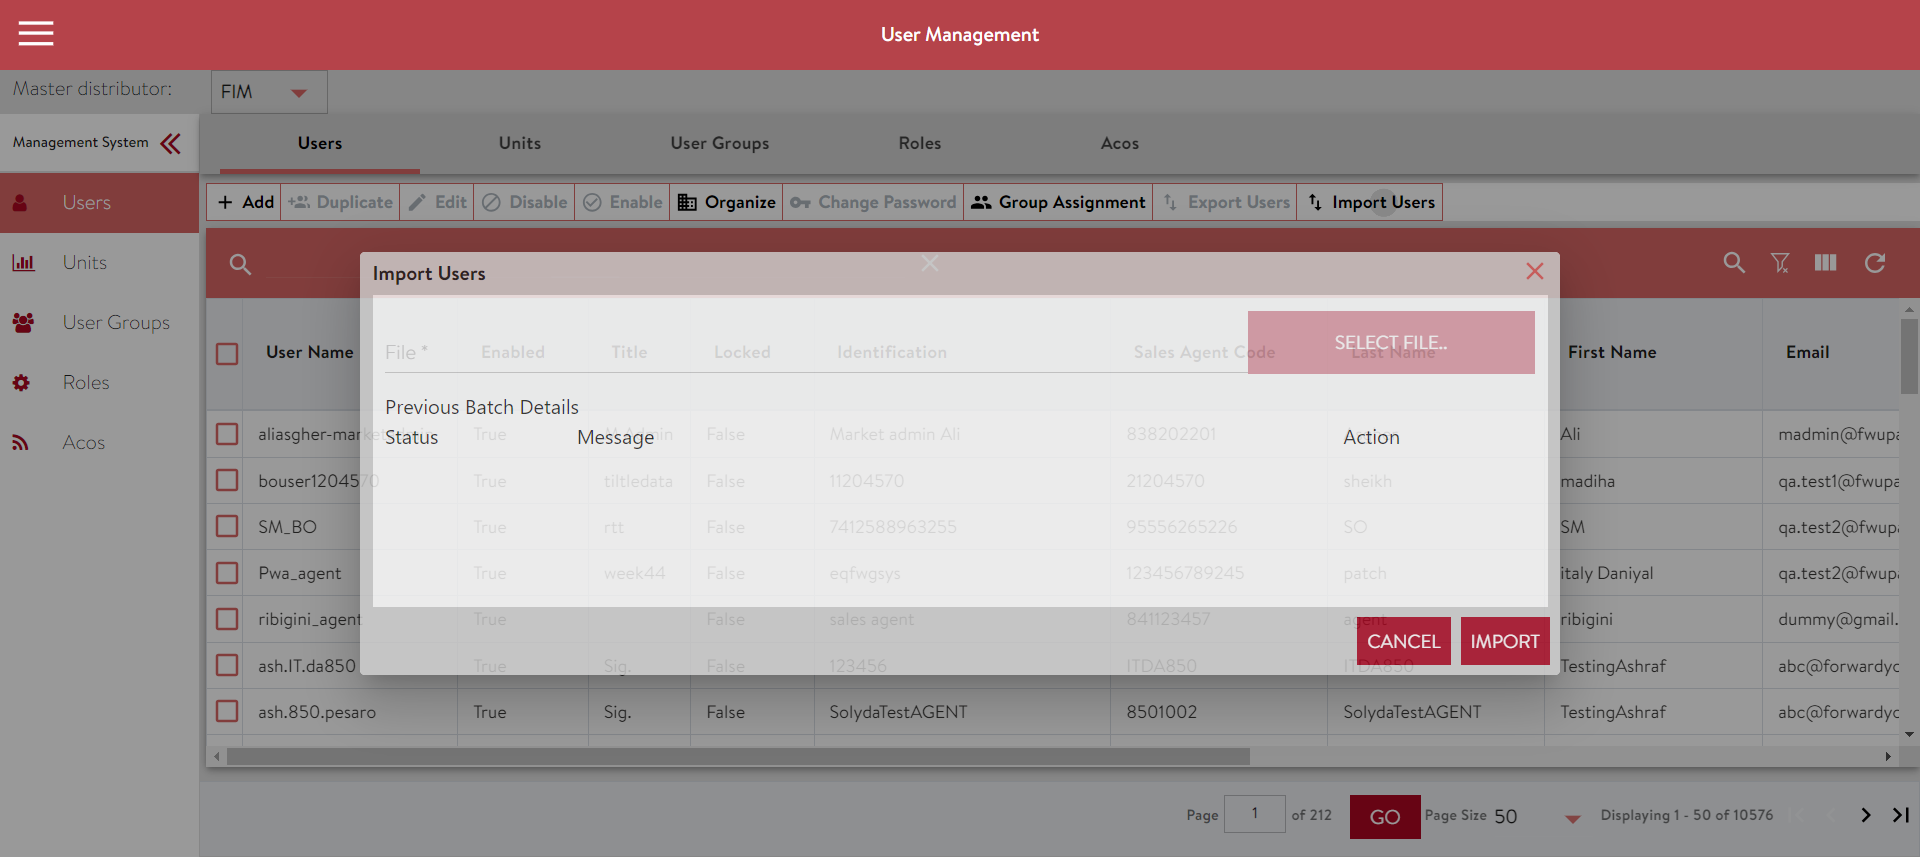 User Management
Master distributor: FIM
Management System
Users Units User Groups Roles Acos
Add Duplicate Edit Disable Enable Organize Change Password Group Assignment Export Users Import Users
Users
Units
User Groups
Roles
Acos
Import Users
File * SELECT FILE..
Previous Batch Details
Status Message Action
CANCEL IMPORT
User Name Enabled Title Locked Identification Sales Agent Code Last Name First Name Email
aliasgher-market True Admin False Market admin Ali 838202201 Ali madmin@fwupa
bouser1204570 True tiltledata False 11204570 21204570 sheikh madiha qa.test1@fwupa
SM_BO True rtt False 7412588963255 95556265226 SO SM qa.test2@fwupa
Pwa_agent True week44 False eqfwgsys 123456789245 patch italy Daniyal qa.test2@fwupa
ribigini_agent True False sales agent 841123457 agent ribigini dummy@gmail.
ash.IT.da850 True Sig. False 123456 ITDA850 ITDA850 TestingAshraf abc@forwardyo
ash.850.pesaro True Sig. False SolydaTestAGENT 8501002 SolydaTestAGENT TestingAshraf abc@forwardyo
Page 1 of 212 GO Page Size 50 Displaying 1 - 50 of 10576